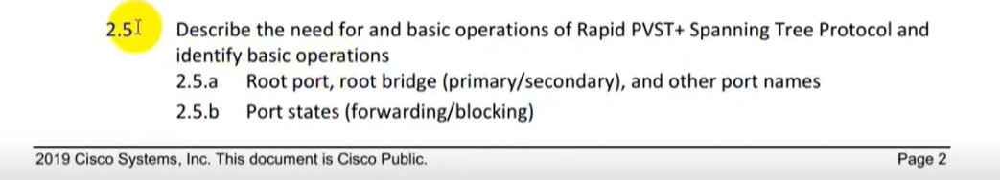 2.5 Describe the need for and basic operations of Rapid PVST+ Spanning Tree Protocol and
identify basic operations
2.5.a Root port, root bridge (primary/secondary), and other port names
2.5.b Port states (forwarding/blocking)
2019 Cisco Systems, Inc. This document is Cisco Public. Page 2